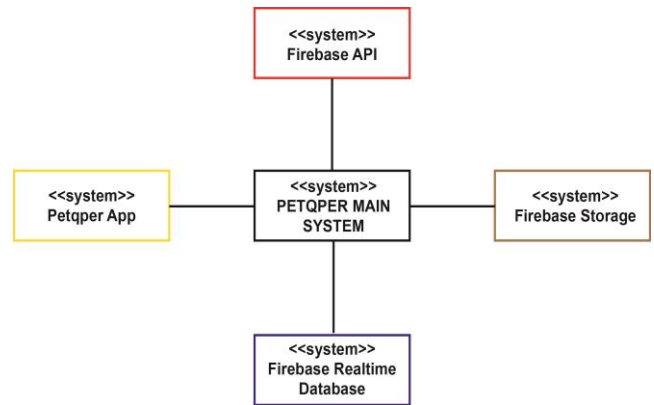 <<system>>
Firebase API
<<system>>
Petqper App
<<system>>
PETQPER MAIN
SYSTEM
<<system>>
Firebase Storage
<<system>>
Firebase Realtime
Database